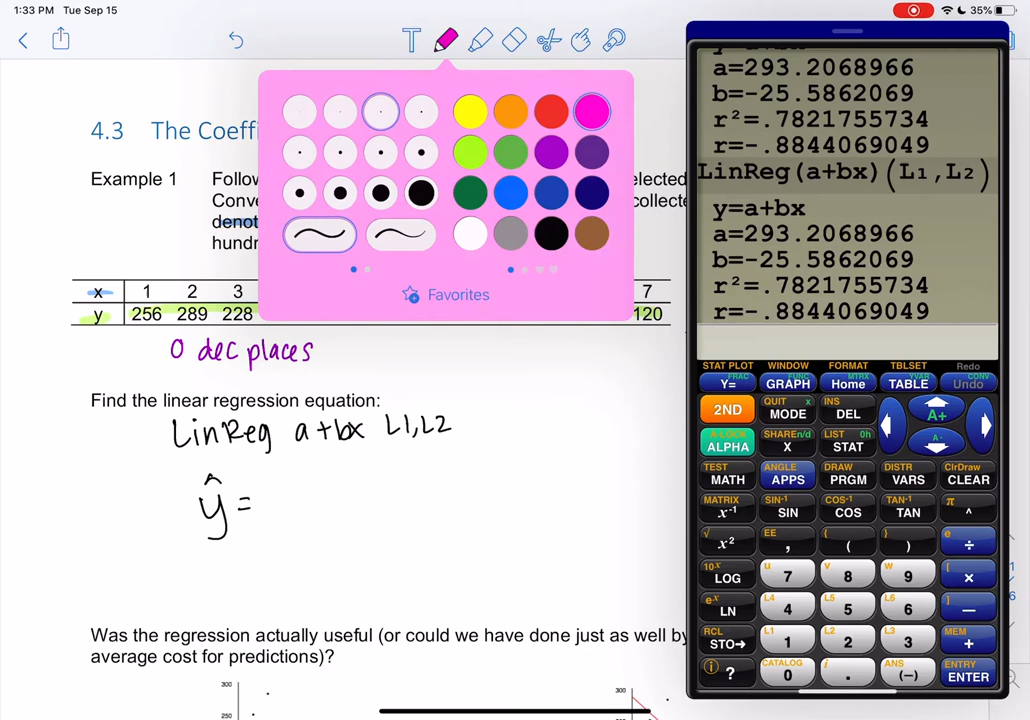 1:33 PM Tue Sep 15
35%
T
4.3 The Coeffi
Example 1 Follow
elected
Conve
collecte
denot
hundr
x 1 2 3 7
y 256 289 228 120
Favorites
0 dec places
Find the linear regression equation:
LinReg a+bx L1,L2
ŷ =
Was the regression actually useful (or could we have done just as well by
average cost for predictions)?
300
250
300
a=293.2068966
b=-25.5862069
r²=.7821755734
r=-.8844069049
LinReg(a+bx)(L₁,L₂)
y=a+bx
a=293.2068966
b=-25.5862069
r²=.7821755734
r=-.8844069049
STAT PLOT WINDOW FORMAT TBLSET Redo
Y= GRAPH Home TABLE Undo
2ND QUIT MODE INS DEL A+
A-LOCK ALPHA SHARE n/d X LIST STAT A-
TEST MATH ANGLE APPS DRAW PRGM DISTR VARS ClrDraw CLEAR
MATRIX x⁻¹ SIN⁻¹ SIN COS⁻¹ COS TAN⁻¹ TAN π ^
√ x² EE , { ( } ) e ÷
10ˣ LOG u 7 v 8 w 9 [ ×
eˣ LN L4 4 L5 5 L6 6 ] —
RCL STO→ L1 1 L2 2 L3 3 MEM +
? CATALOG 0 i . ANS (—) ENTRY ENTER